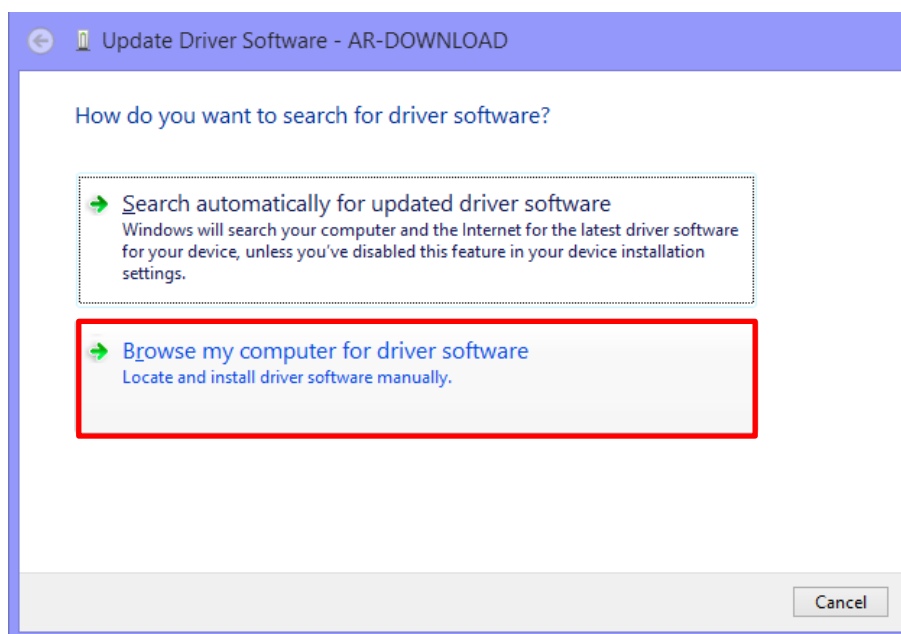 Update Driver Software - AR-DOWNLOAD
How do you want to search for driver software?
Search automatically for updated driver software
Windows will search your computer and the Internet for the latest driver software
for your device, unless you've disabled this feature in your device installation
settings.
Browse my computer for driver software
Locate and install driver software manually.
Cancel